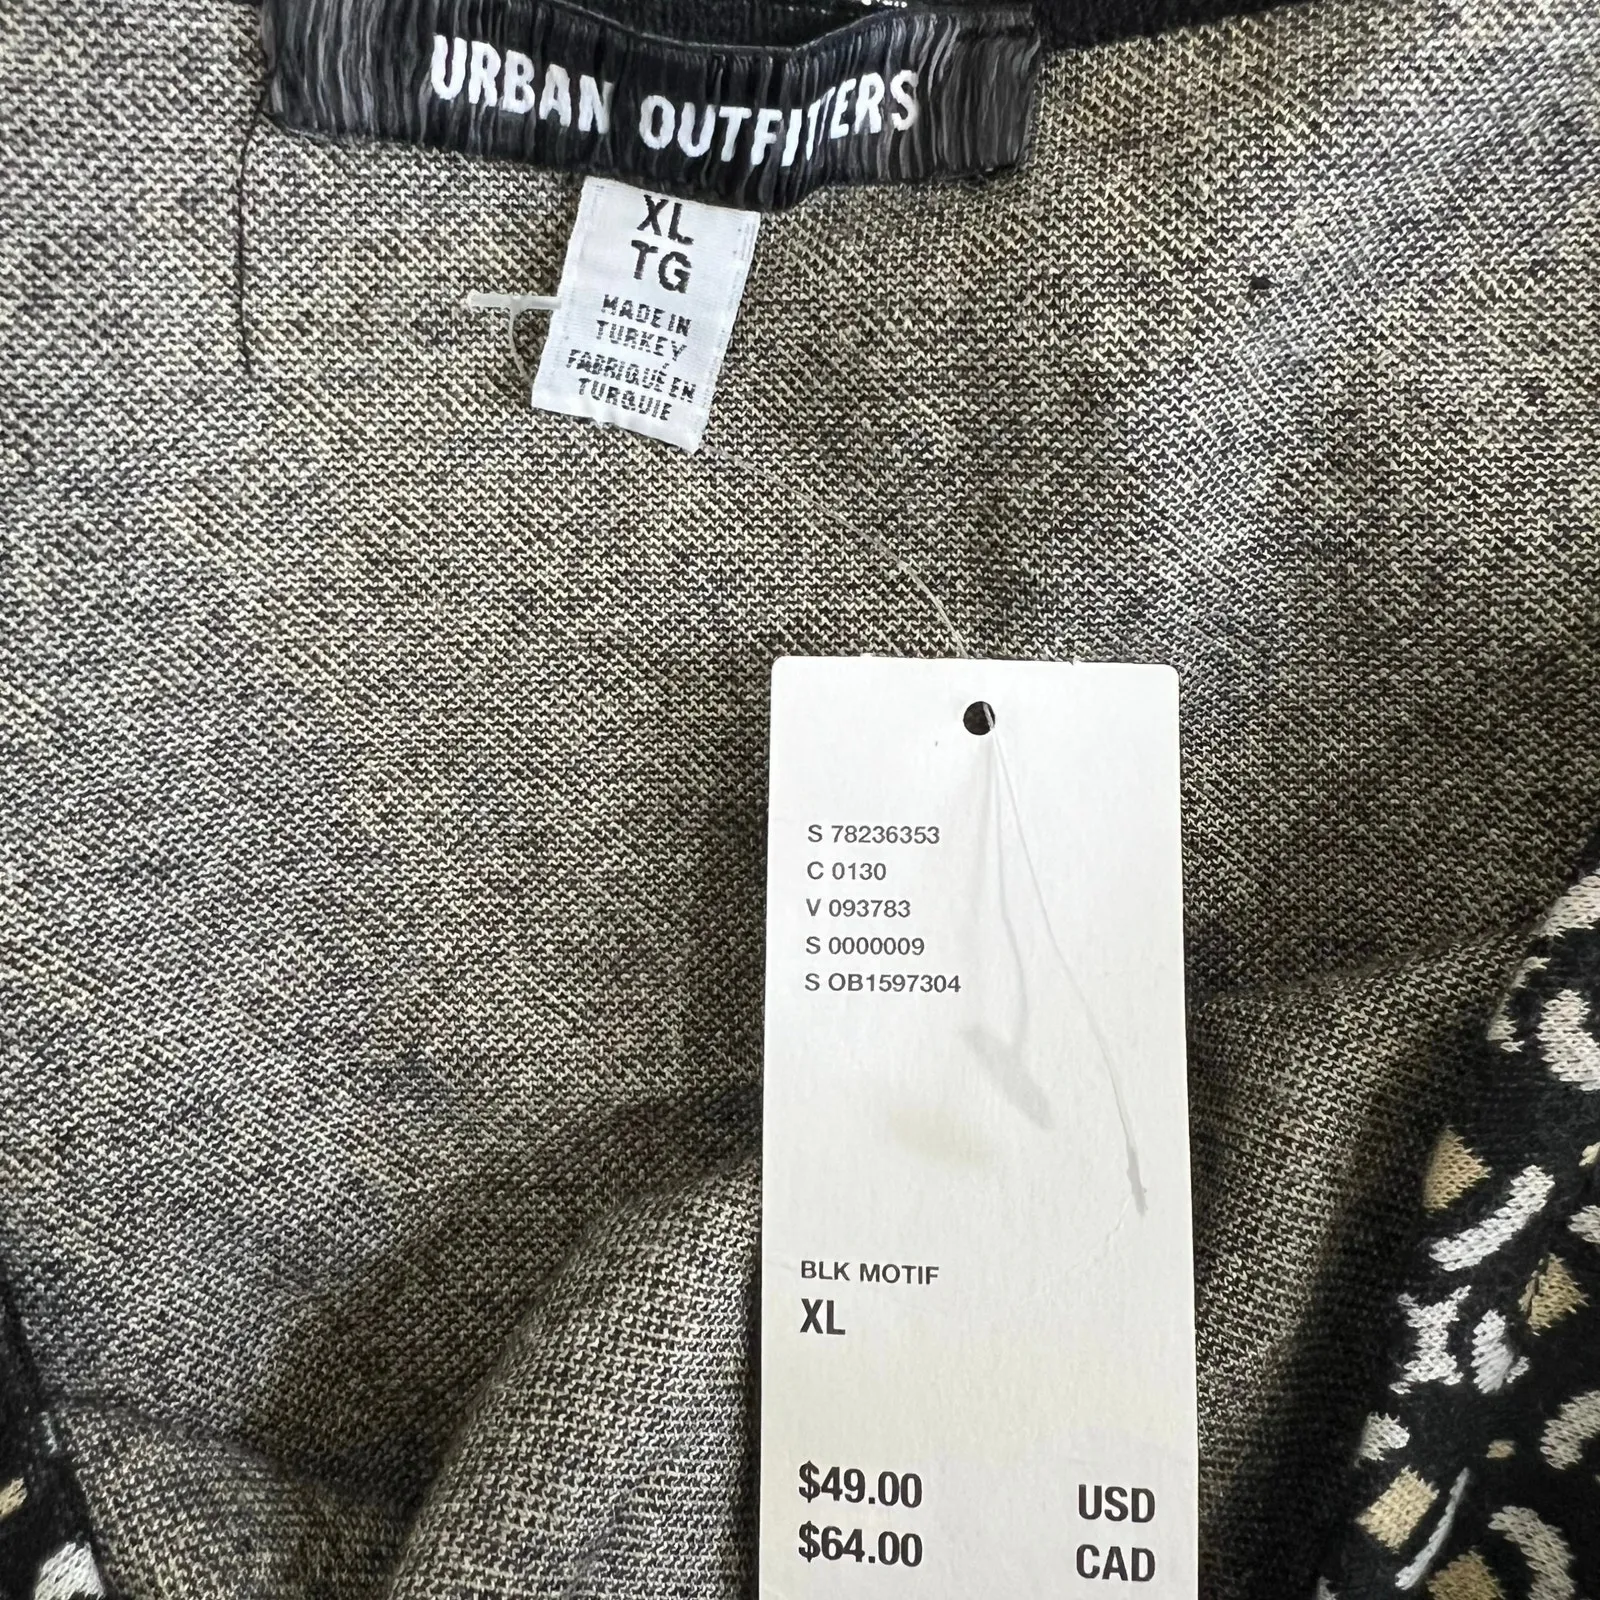 URBAN OUTFITTERS
XL
TG
MADE IN
TURKEY
FABRIQUÉ EN
TURQUIE
S 78236353
C 0130
V 093783
S 0000009
S OB1597304
BLK MOTIF
XL
$49.00 USD
$64.00 CAD